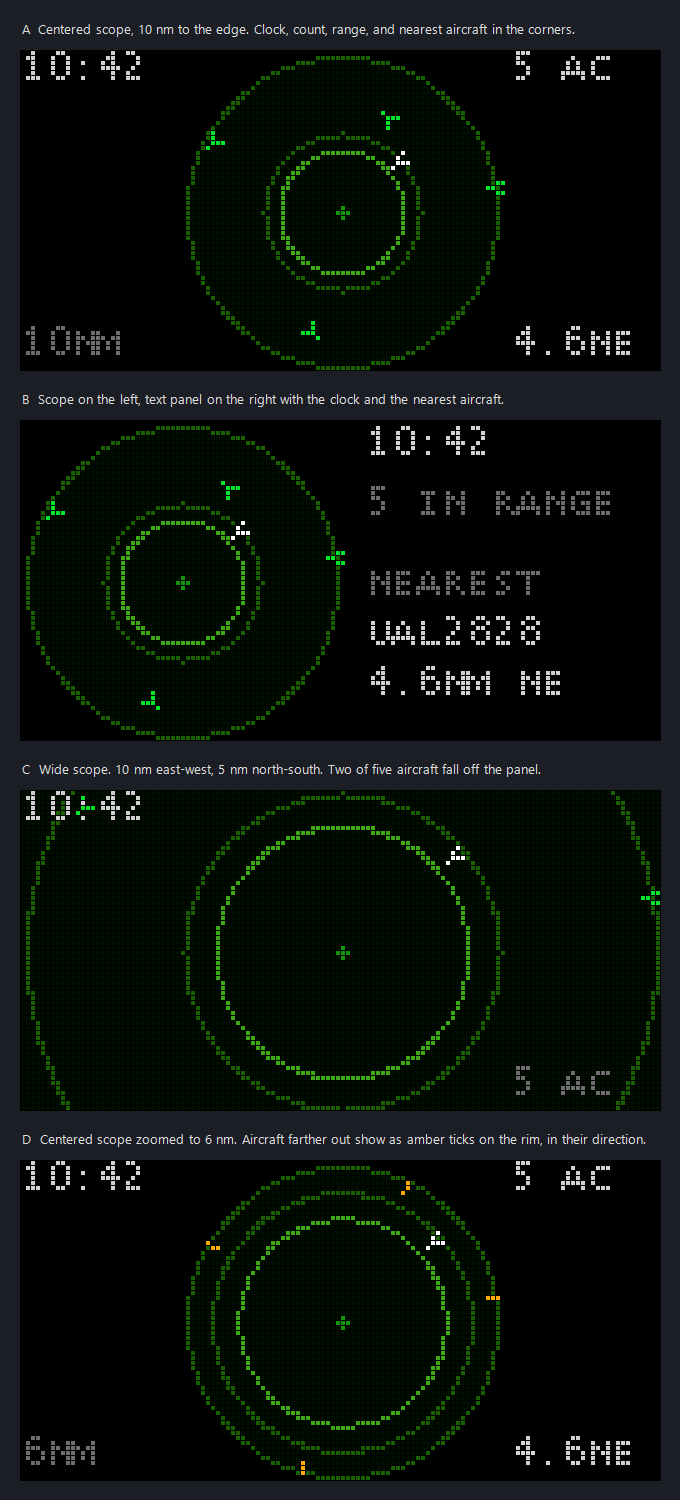 A Centered scope, 10 nm to the edge. Clock, count, range, and nearest aircraft in the corners.
10:42
5 AC
10NM
4.6NE
B Scope on the left, text panel on the right with the clock and the nearest aircraft.
10:42
5 IN RANGE
NEAREST
UAL2828
4.6NM NE
C Wide scope. 10 nm east-west, 5 nm north-south. Two of five aircraft fall off the panel.
10:42
5 AC
D Centered scope zoomed to 6 nm. Aircraft farther out show as amber ticks on the rim, in their direction.
10:42
5 AC
6NM
4.6NE